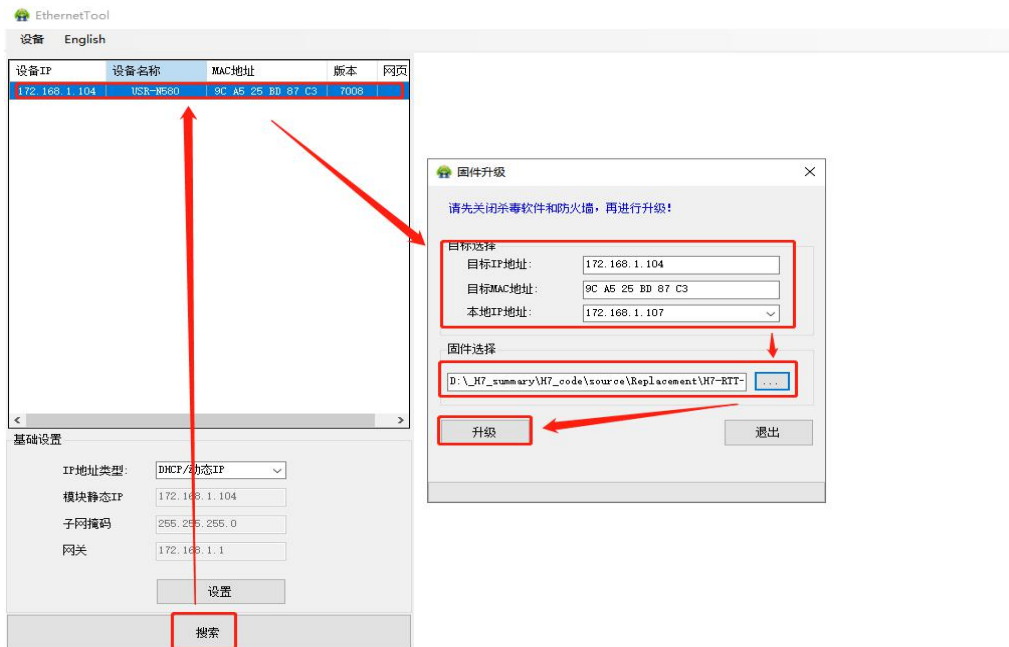 EthernetTool
设备 English
设备IP 设备名称 MAC地址 版本 网页
172.168.1.104 USR-N580 9C A5 25 BD 87 C3 7008
固件升级
请先关闭杀毒软件和防火墙，再进行升级!
目标选择
目标IP地址: 172.168.1.104
目标MAC地址: 9C A5 25 BD 87 C3
本地IP地址: 172.168.1.107
固件选择
D:\_H7_summary\H7_code\source\Replacement\H7-RTT- ...
升级 退出
基础设置
IP地址类型: DHCP/动态IP
模块静态IP 172.168.1.104
子网掩码 255.255.255.0
网关 172.168.1.1
设置
搜索